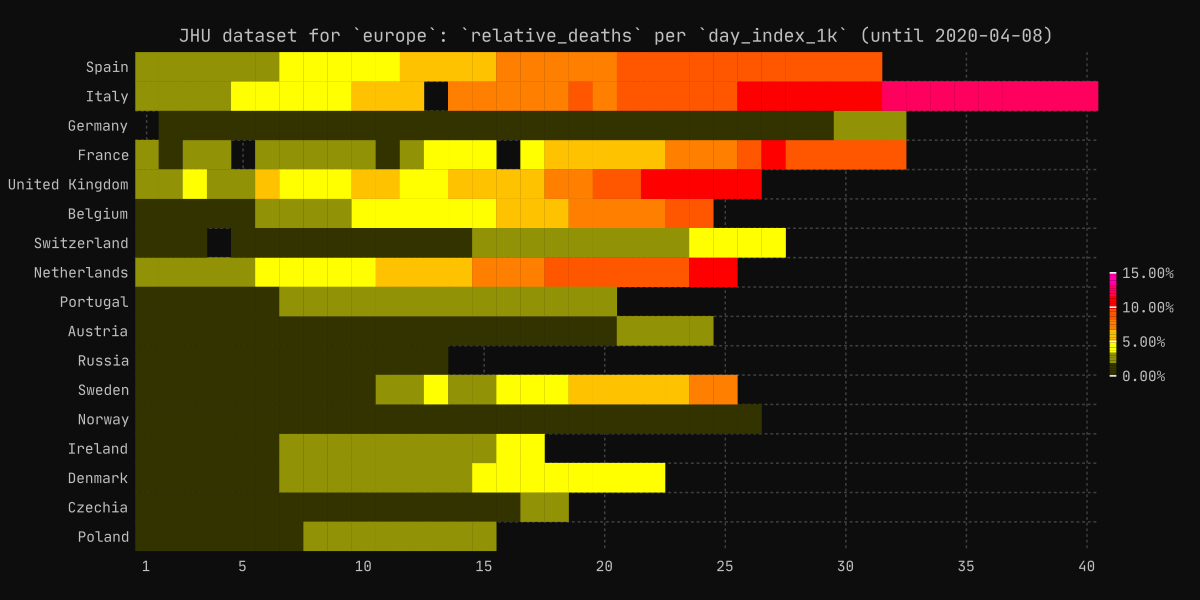 JHU dataset for `europe`: `relative_deaths` per `day_index_1k` (until 2020-04-08)
Spain
Italy
Germany
France
United Kingdom
Belgium
Switzerland
Netherlands
Portugal
Austria
Russia
Sweden
Norway
Ireland
Denmark
Czechia
Poland
1 5 10 15 20 25 30 35 40
15.00%
10.00%
5.00%
0.00%